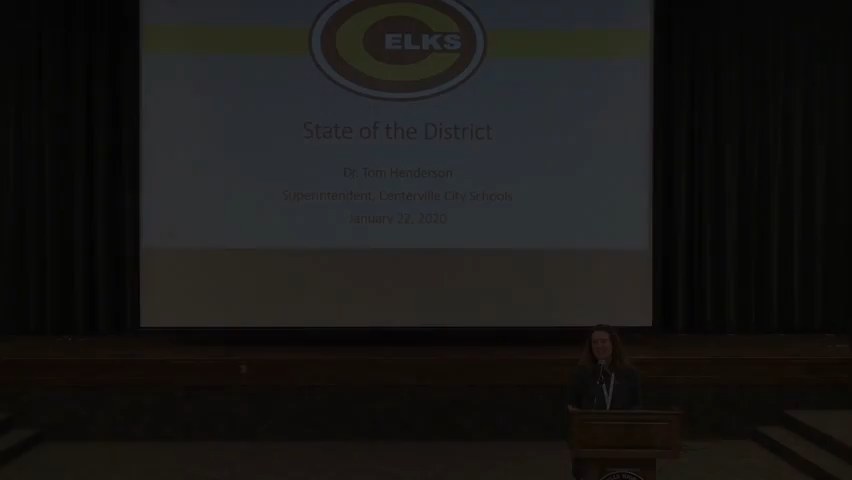 ELKS
State of the District
Dr. Tom Henderson
Superintendent, Centerville City Schools
January 22, 2020